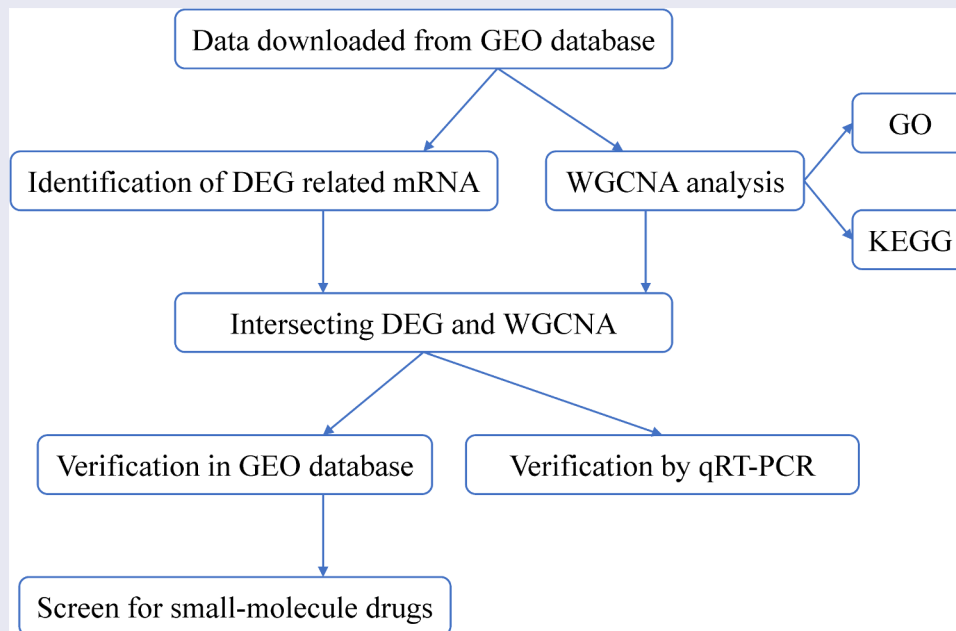 Data downloaded from GEO database
GO
Identification of DEG related mRNA
WGCNA analysis
KEGG
Intersecting DEG and WGCNA
Verification in GEO database
Verification by qRT-PCR
Screen for small-molecule drugs